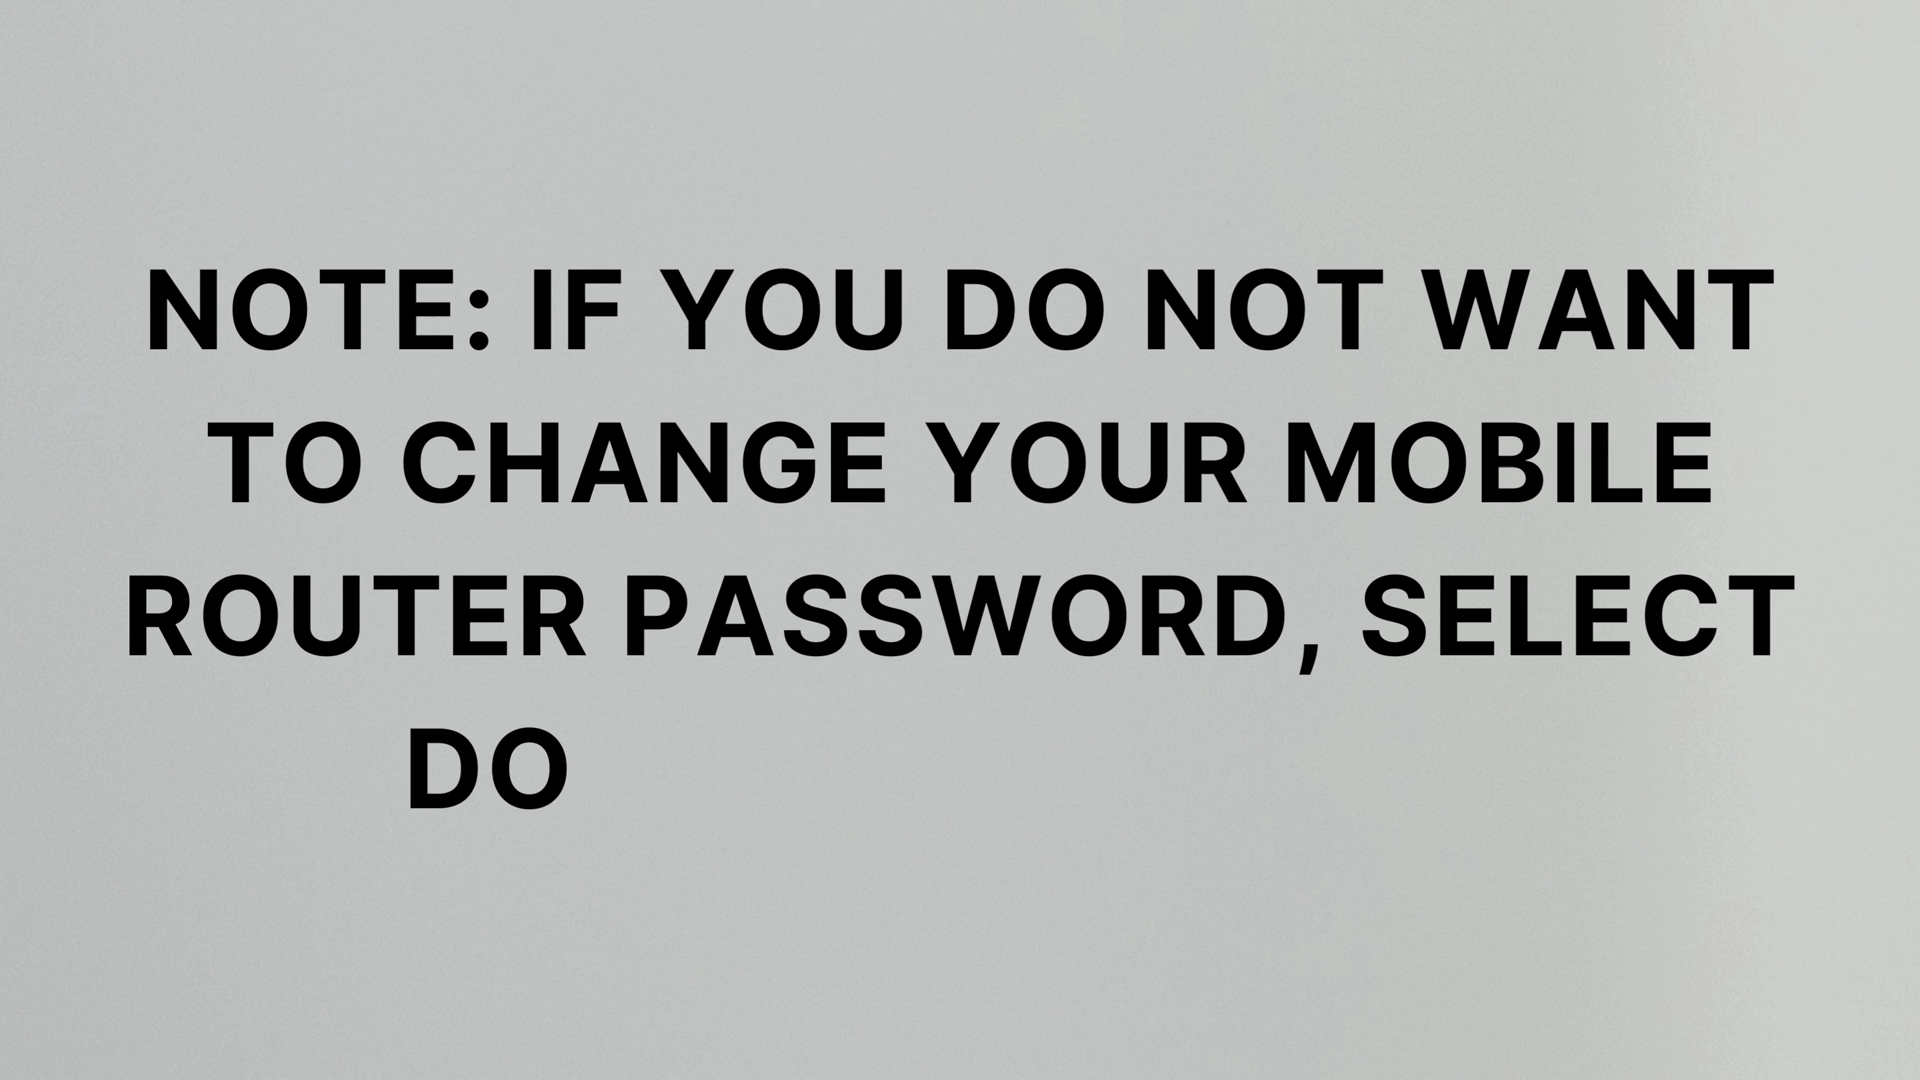 NOTE: IF YOU DO NOT WANT
TO CHANGE YOUR MOBILE
ROUTER PASSWORD, SELECT
DO